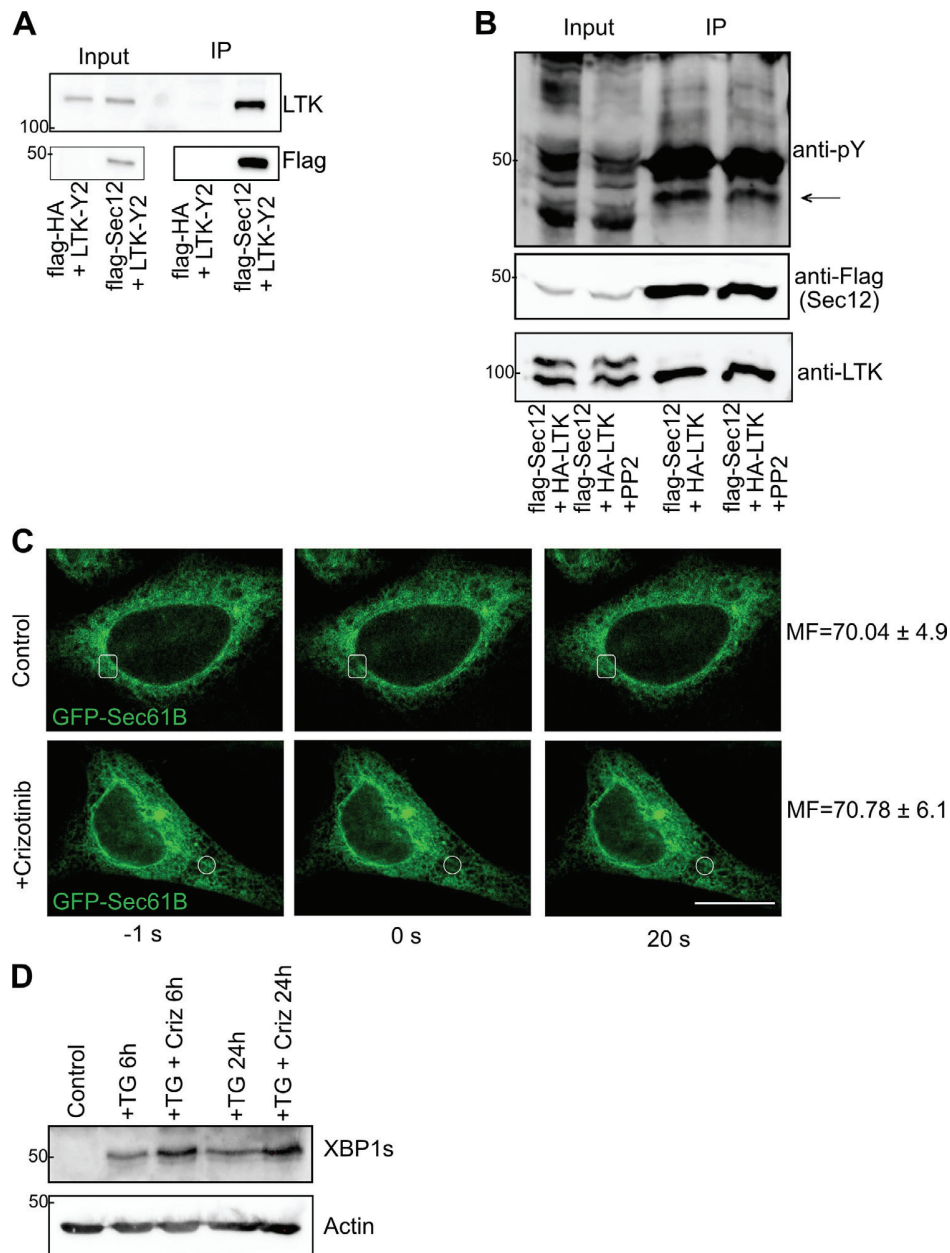 A
Input
IP
LTK
100
50
Flag
flag-HA
+ LTK-Y2
flag-Sec12
+ LTK-Y2
flag-HA
+ LTK-Y2
flag-Sec12
+ LTK-Y2
B
Input
IP
50
anti-pY
50
anti-Flag
(Sec12)
100
anti-LTK
flag-Sec12
+ HA-LTK
flag-Sec12
+ HA-LTK
+PP2
flag-Sec12
+ HA-LTK
flag-Sec12
+ HA-LTK
+PP2
C
Control
GFP-Sec61B
MF=70.04 ± 4.9
+Crizotinib
GFP-Sec61B
MF=70.78 ± 6.1
-1 s
0 s
20 s
D
Control
+TG 6h
+TG + Criz 6h
+TG 24h
+TG + Criz 24h
50
XBP1s
50
Actin